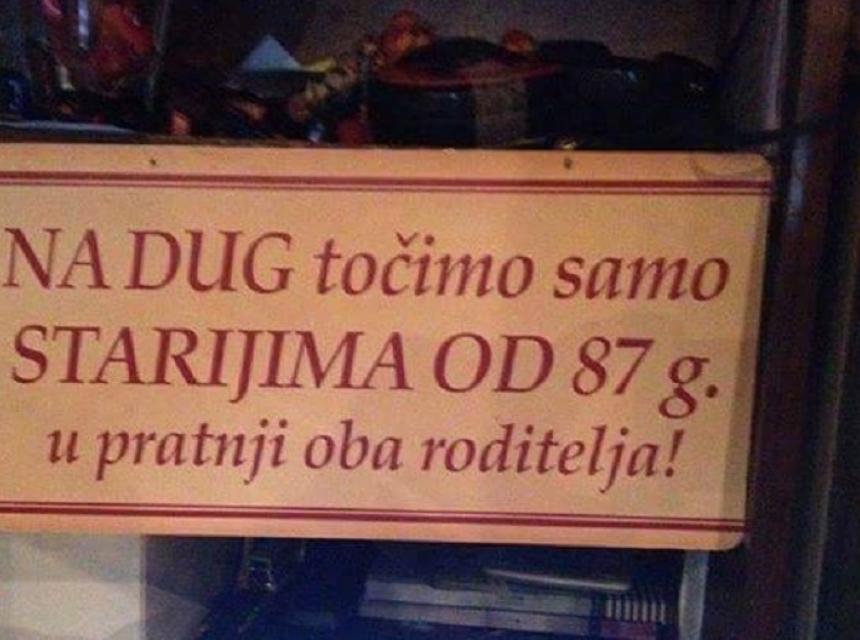 NA DUG točimo samo
STARIJIMA OD 87 g.
u pratnji oba roditelja!